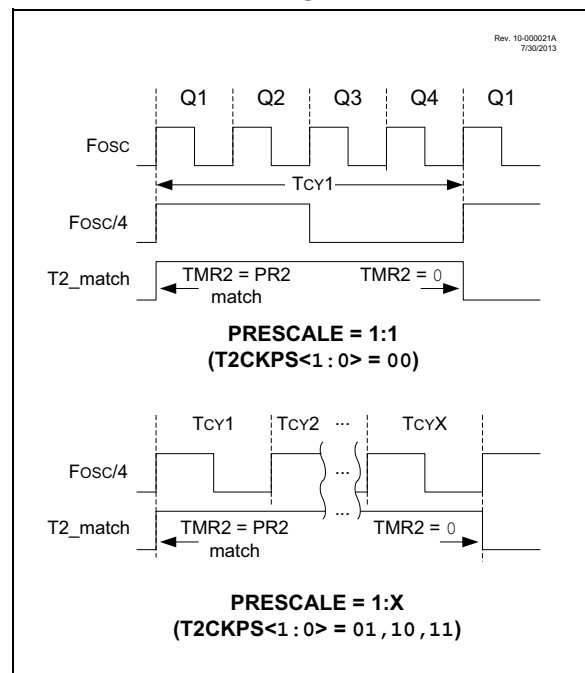 Rev. 10-000021A
7/30/2013
Q1 Q2 Q3 Q4 Q1
FOSC
TCY1
FOSC/4
T2_match
TMR2 = PR2
match
TMR2 = 0
PRESCALE = 1:1
(T2CKPS<1:0> = 00)
TCY1 TCY2 ... TCYX
FOSC/4
...
T2_match
...
TMR2 = PR2
match
TMR2 = 0
PRESCALE = 1:X
(T2CKPS<1:0> = 01,10,11)